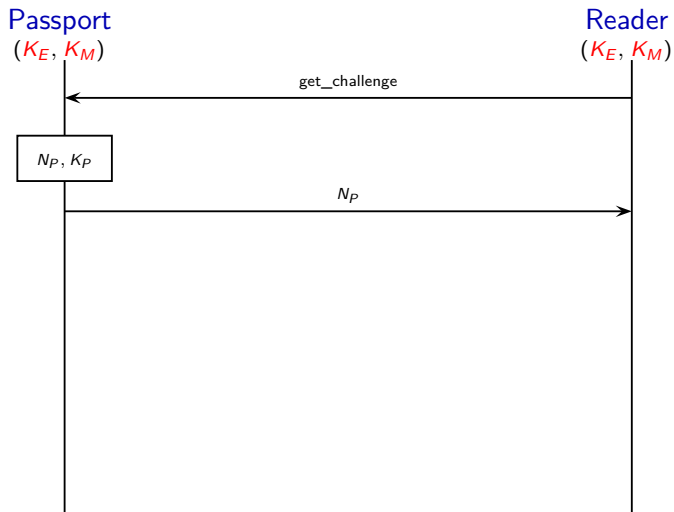 Passport Reader
(K_E, K_M) (K_E, K_M)
get_challenge
N_P, K_P
N_P